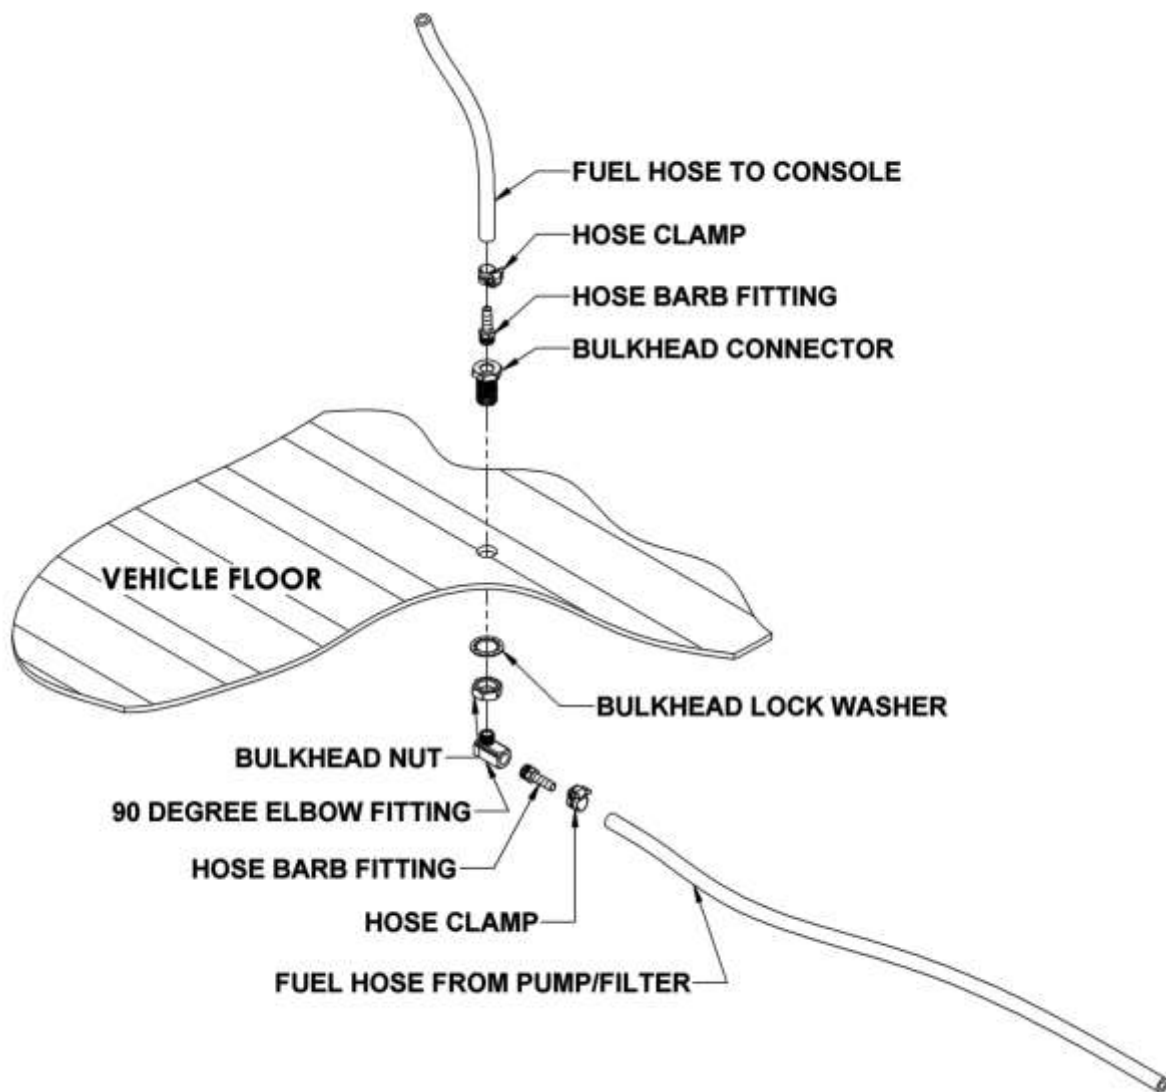 FUEL HOSE TO CONSOLE
HOSE CLAMP
HOSE BARB FITTING
BULKHEAD CONNECTOR
VEHICLE FLOOR
BULKHEAD LOCK WASHER
BULKHEAD NUT
90 DEGREE ELBOW FITTING
HOSE BARB FITTING
HOSE CLAMP
FUEL HOSE FROM PUMP/FILTER